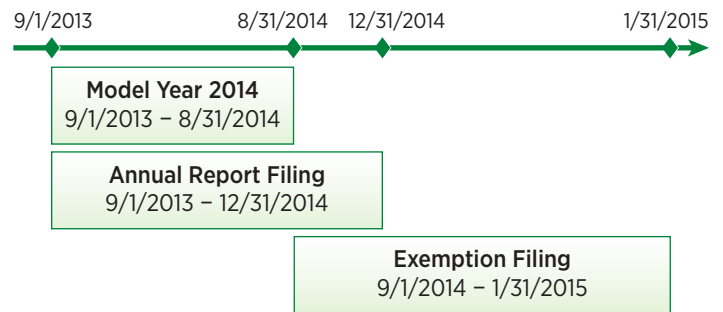 9/1/2013 8/31/2014 12/31/2014 1/31/2015
Model Year 2014
9/1/2013 – 8/31/2014
Annual Report Filing
9/1/2013 – 12/31/2014
Exemption Filing
9/1/2014 – 1/31/2015